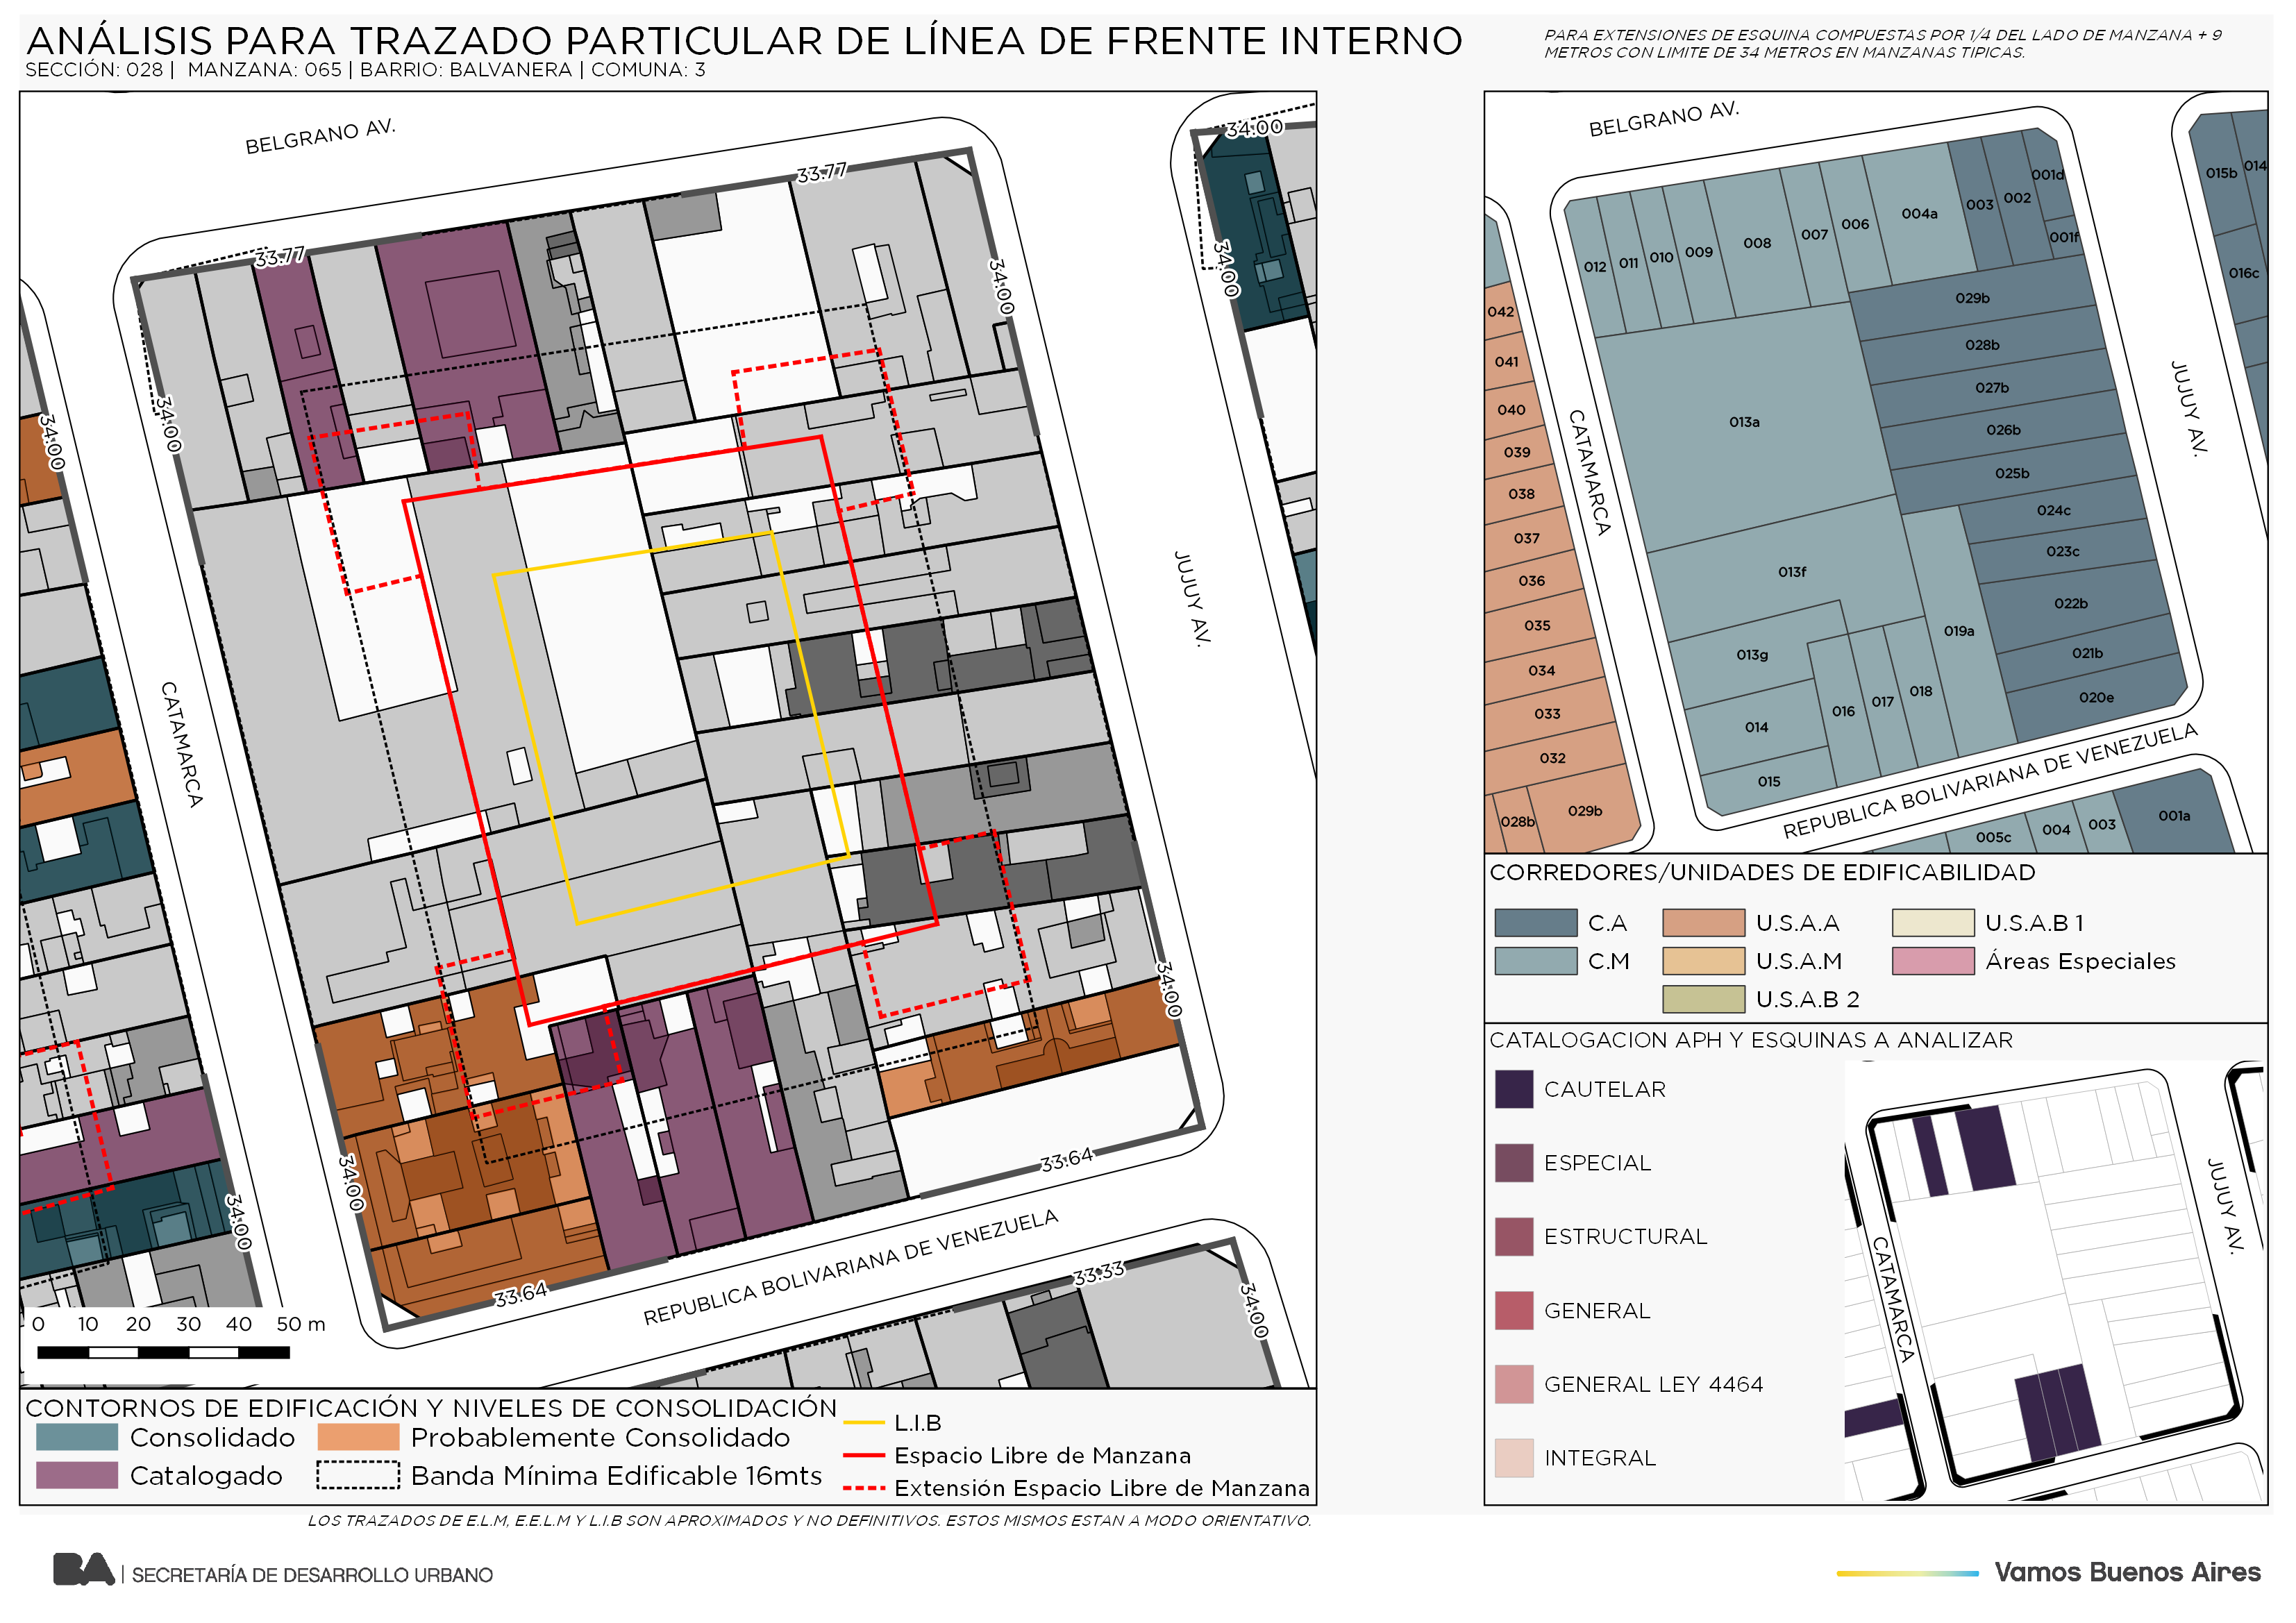 ANÁLISIS PARA TRAZADO PARTICULAR DE LÍNEA DE FRENTE INTERNO
SECCIÓN: 028 | MANZANA: 065 | BARRIO: BALVANERA | COMUNA: 3
PARA EXTENSIONES DE ESQUINA COMPUESTAS POR 1/4 DEL LADO DE MANZANA + 9
METROS CON LIMITE DE 34 METROS EN MANZANAS TIPICAS.
BELGRANO AV.
33.77
33.77
34.00
34.00
34.00
34.00
34.00
JUJUY AV.
CATAMARCA
34.00
34.00
34.00
33.64
33.64
REPUBLICA BOLIVARIANA DE VENEZUELA
33.33
34.00
0 10 20 30 40 50 m
CONTORNOS DE EDIFICACIÓN Y NIVELES DE CONSOLIDACIÓN
Consolidado
Probablemente Consolidado
Catalogado
Banda Mínima Edificable 16mts
L.I.B
Espacio Libre de Manzana
Extensión Espacio Libre de Manzana
LOS TRAZADOS DE E.L.M, E.E.L.M Y L.I.B SON APROXIMADOS Y NO DEFINITIVOS. ESTOS MISMOS ESTAN A MODO ORIENTATIVO.
BELGRANO AV.
015b
014
016c
001d
002
003
004a
006
007
008
009
010
011
012
001f
029b
028b
027b
026b
025b
024c
023c
022b
021b
020e
019a
018
017
016
013a
013f
013g
014
015
042
041
040
039
038
037
036
035
034
033
032
029b
028b
005c
004
003
001a
CATAMARCA
JUJUY AV.
REPUBLICA BOLIVARIANA DE VENEZUELA
CORREDORES/UNIDADES DE EDIFICABILIDAD
C.A
U.S.A.A
U.S.A.B 1
C.M
U.S.A.M
Áreas Especiales
U.S.A.B 2
CATALOGACION APH Y ESQUINAS A ANALIZAR
CAUTELAR
ESPECIAL
ESTRUCTURAL
GENERAL
GENERAL LEY 4464
INTEGRAL
CATAMARCA
JUJUY AV.
BA | SECRETARÍA DE DESARROLLO URBANO
Vamos Buenos Aires